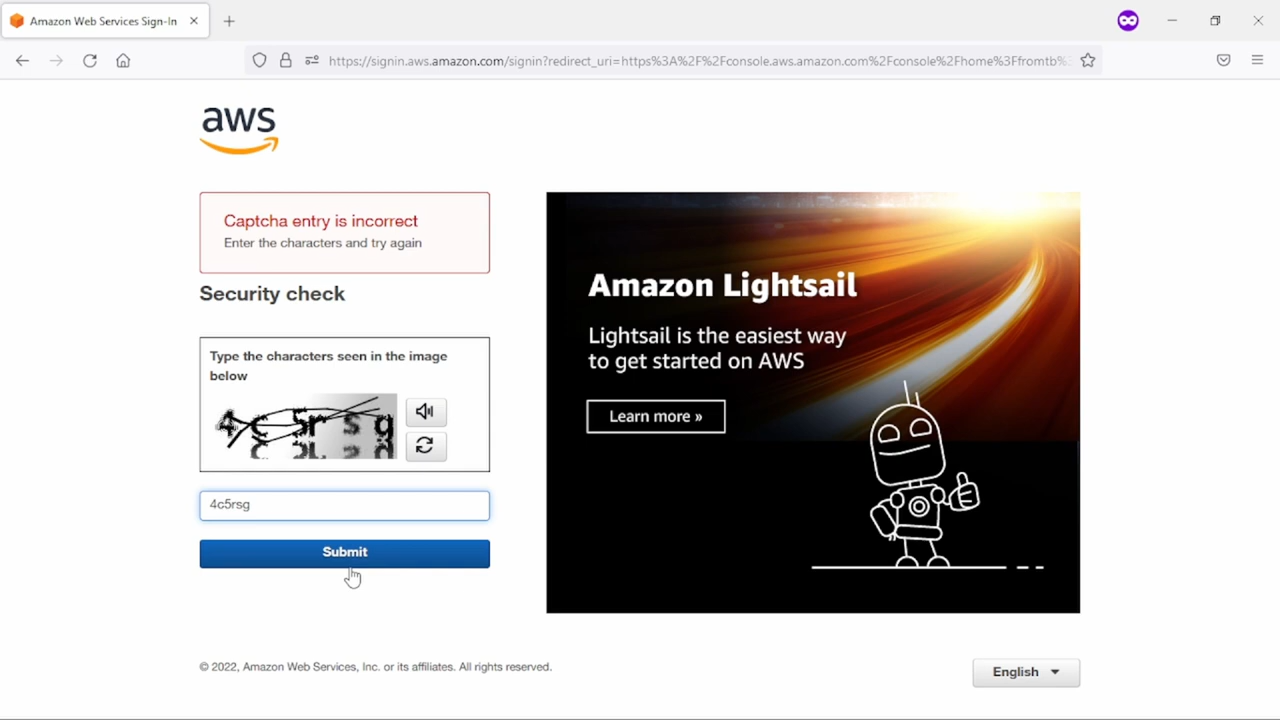 Amazon Web Services Sign-In
https://signin.aws.amazon.com/signin?redirect_uri=https%3A%2F%2Fconsole.aws.amazon.com%2Fconsole%2Fhome%3Ffromtb%
aws
Captcha entry is incorrect
Enter the characters and try again
Security check
Type the characters seen in the image
below
4c5rsg
Submit
Amazon Lightsail
Lightsail is the easiest way
to get started on AWS
Learn more »
© 2022, Amazon Web Services, Inc. or its affiliates. All rights reserved.
English